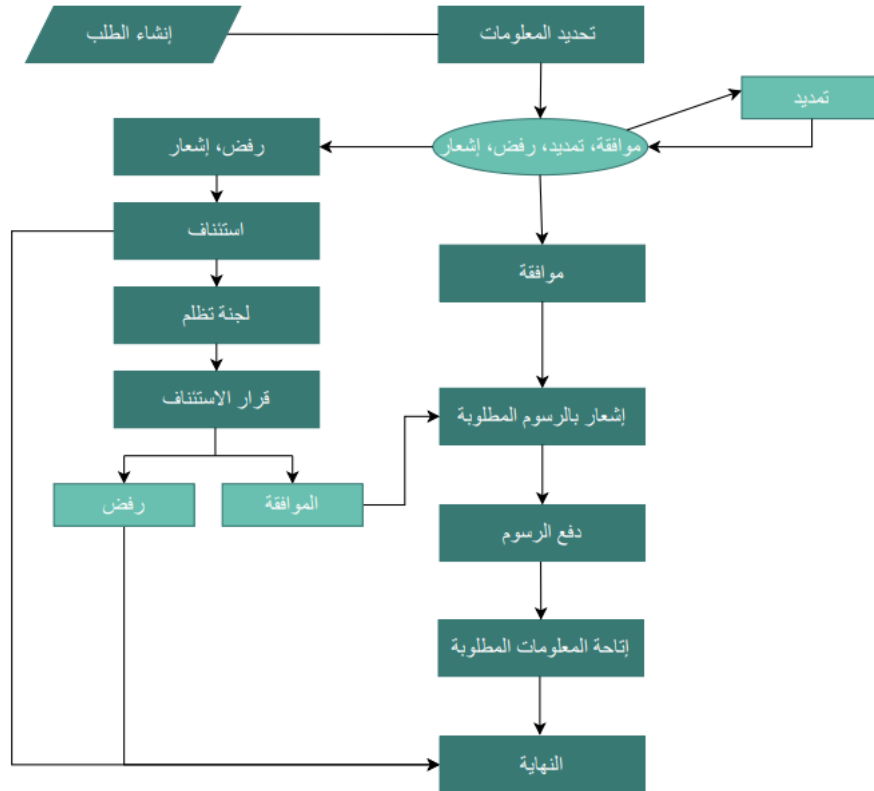 إنشاء الطلب
تحديد المعلومات
تمديد
موافقة، تمديد، رفض، إشعار
رفض، إشعار
استئناف
موافقة
لجنة تظلم
قرار الاستئناف
إشعار بالرسوم المطلوبة
رفض
الموافقة
دفع الرسوم
إتاحة المعلومات المطلوبة
النهاية